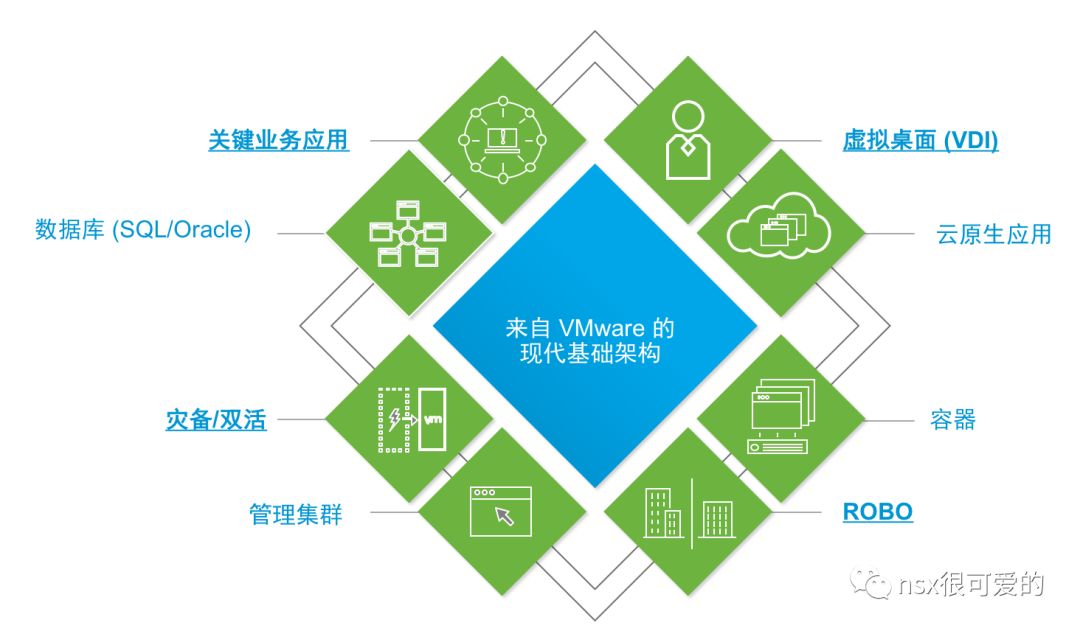 关键业务应用
虚拟桌面 (VDI)
数据库 (SQL/Oracle)
云原生应用
来自 VMware 的
现代基础架构
灾备/双活
vm
容器
管理集群
ROBO
nsx很可爱的